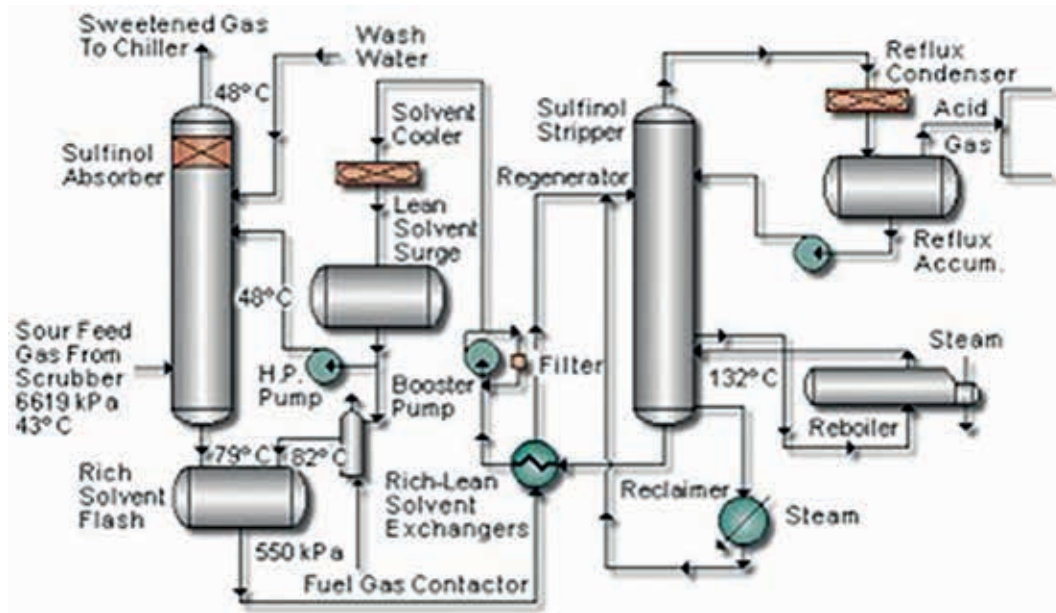 Sweetened Gas
To Chiller
48° C
Wash
Water
Sulfinol
Absorber
Solvent
Cooler
Lean
Solvent
Surge
48° C
Sour Feed
Gas From
Scrubber
6619 kPa
43° C
H.P.
Pump
79° C
82° C
Rich
Solvent
Flash
550 kPa
Fuel Gas Contactor
Booster
Pump
Filter
Rich-Lean
Solvent
Exchangers
Sulfinol
Stripper
Regenerator
Reflux
Condenser
Acid
Gas
Reflux
Accum.
Steam
132° C
Reboiler
Reclaimer
Steam